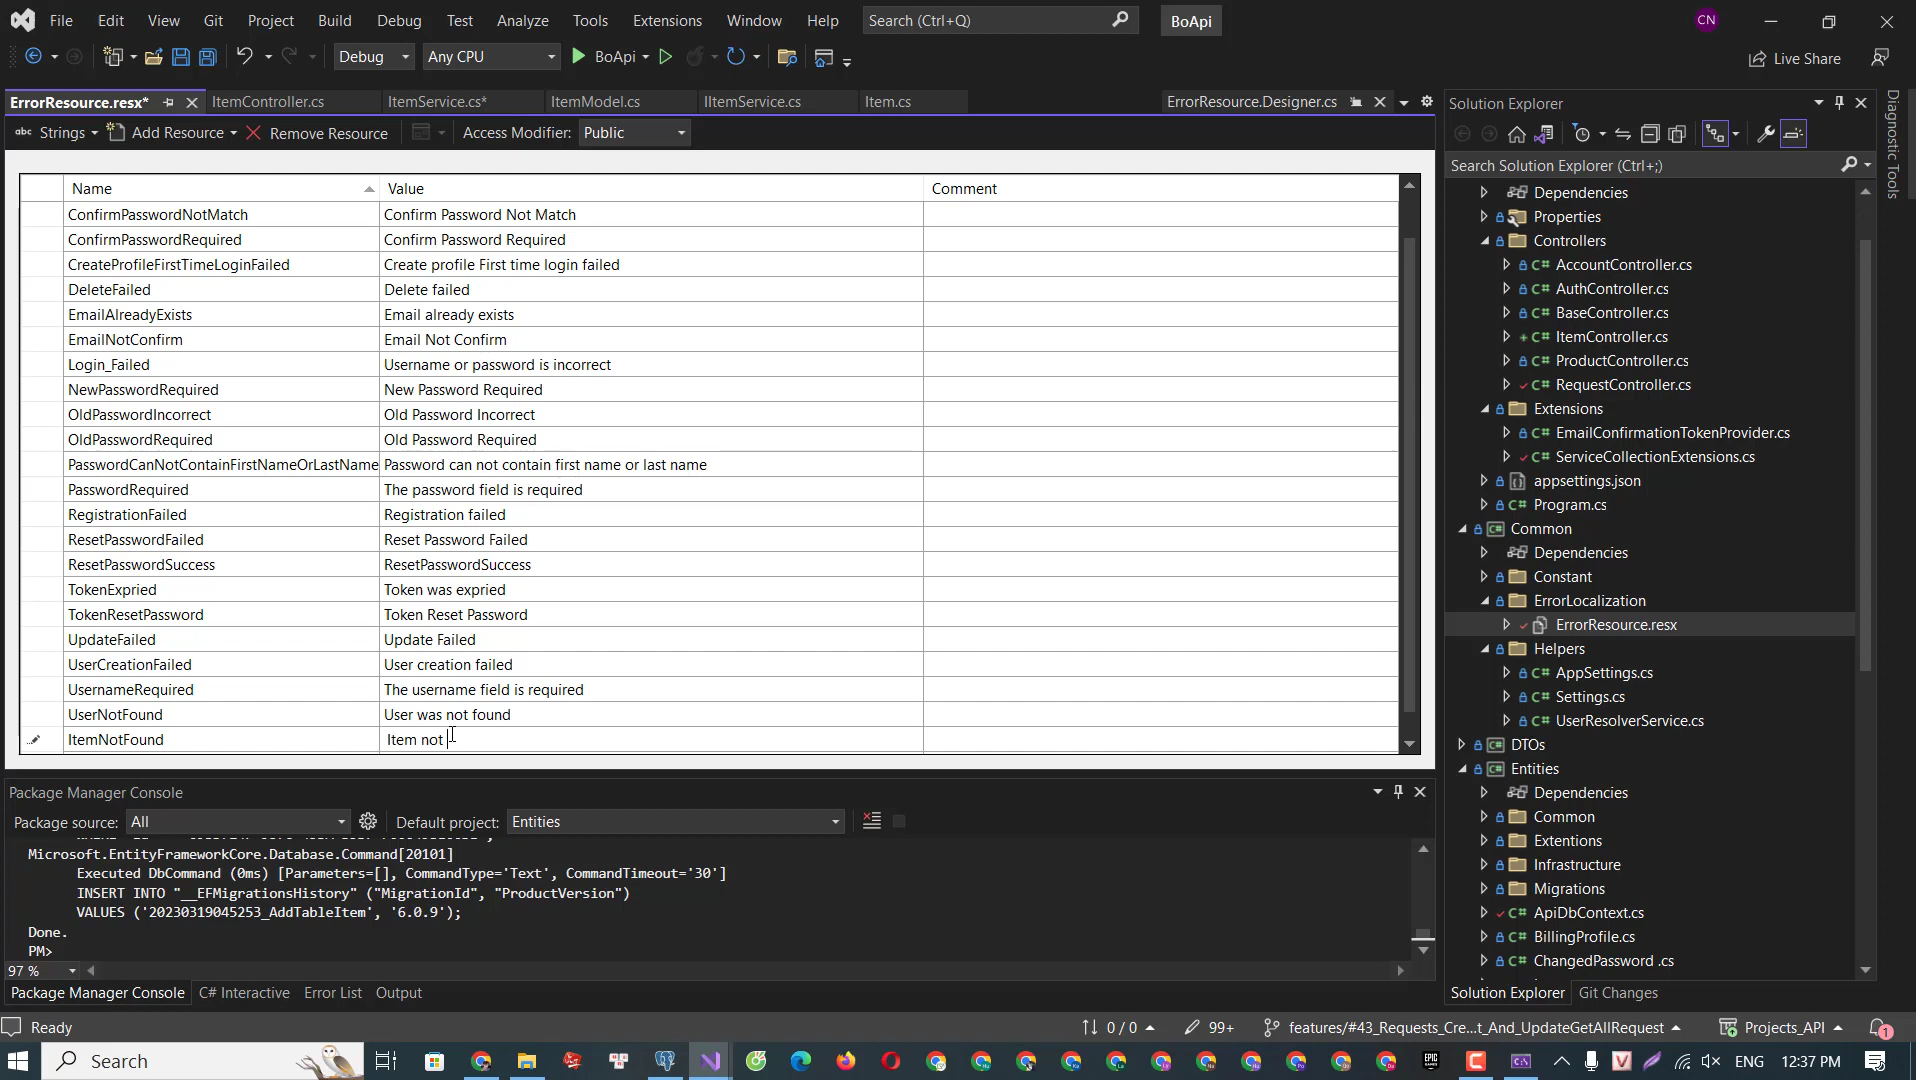 File Edit View Git Project Build Debug Test Analyze Tools Extensions Window Help Search (Ctrl+Q) BoApi CN
Debug Any CPU BoApi Live Share
ErrorResource.resx* ItemController.cs ItemService.cs* ItemModel.cs IItemService.cs Item.cs ErrorResource.Designer.cs
abc Strings Add Resource Remove Resource Access Modifier: Public
Name Value Comment
ConfirmPasswordNotMatch Confirm Password Not Match
ConfirmPasswordRequired Confirm Password Required
CreateProfileFirstTimeLoginFailed Create profile First time login failed
DeleteFailed Delete failed
EmailAlreadyExists Email already exists
EmailNotConfirm Email Not Confirm
Login_Failed Username or password is incorrect
NewPasswordRequired New Password Required
OldPasswordIncorrect Old Password Incorrect
OldPasswordRequired Old Password Required
PasswordCanNotContainFirstNameOrLastName Password can not contain first name or last name
PasswordRequired The password field is required
RegistrationFailed Registration failed
ResetPasswordFailed Reset Password Failed
ResetPasswordSuccess ResetPasswordSuccess
TokenExpried Token was expried
TokenResetPassword Token Reset Password
UpdateFailed Update Failed
UserCreationFailed User creation failed
UsernameRequired The username field is required
UserNotFound User was not found
ItemNotFound Item not
Package Manager Console
Package source: All Default project: Entities
Microsoft.EntityFrameworkCore.Database.Command[20101]
Executed DbCommand (0ms) [Parameters=[], CommandType='Text', CommandTimeout='30']
INSERT INTO "__EFMigrationsHistory" ("MigrationId", "ProductVersion")
VALUES ('20230319045253_AddTableItem', '6.0.9');
Done.
PM>
97 %
Package Manager Console C# Interactive Error List Output
Solution Explorer
Search Solution Explorer (Ctrl+;)
Dependencies
Properties
Controllers
C# AccountController.cs
C# AuthController.cs
C# BaseController.cs
C# ItemController.cs
C# ProductController.cs
C# RequestController.cs
Extensions
C# EmailConfirmationTokenProvider.cs
C# ServiceCollectionExtensions.cs
appsettings.json
C# Program.cs
Common
Dependencies
Constant
ErrorLocalization
ErrorResource.resx
Helpers
C# AppSettings.cs
C# Settings.cs
C# UserResolverService.cs
DTOs
Entities
Dependencies
Common
Extentions
Infrastructure
Migrations
C# ApiDbContext.cs
C# BillingProfile.cs
C# ChangedPassword .cs
Solution Explorer Git Changes
Diagnostic Tools
Ready 0 / 0 99+ features/#43_Requests_Cre...t_And_UpdateGetAllRequest Projects_API 1
Search ENG 12:37 PM